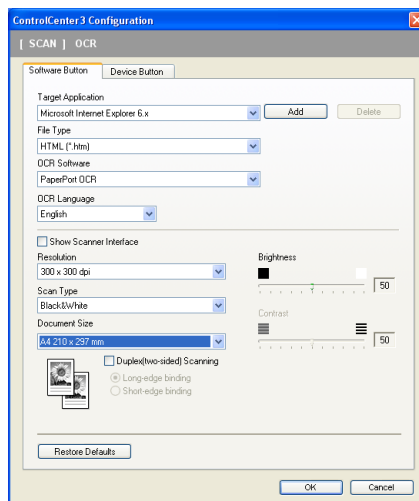 ControlCenter3 Configuration
[ SCAN ] OCR
Software Button Device Button
Target Application
Microsoft Internet Explorer 6.x Add Delete
File Type
HTML (*.htm)
OCR Software
PaperPort OCR
OCR Language
English
Show Scanner Interface
Resolution Brightness
300 x 300 dpi 50
Scan Type
Black&White Contrast
Document Size
A4 210 x 297 mm 50
Duplex(two-sided) Scanning
Long-edge binding
Short-edge binding
Restore Defaults
OK Cancel